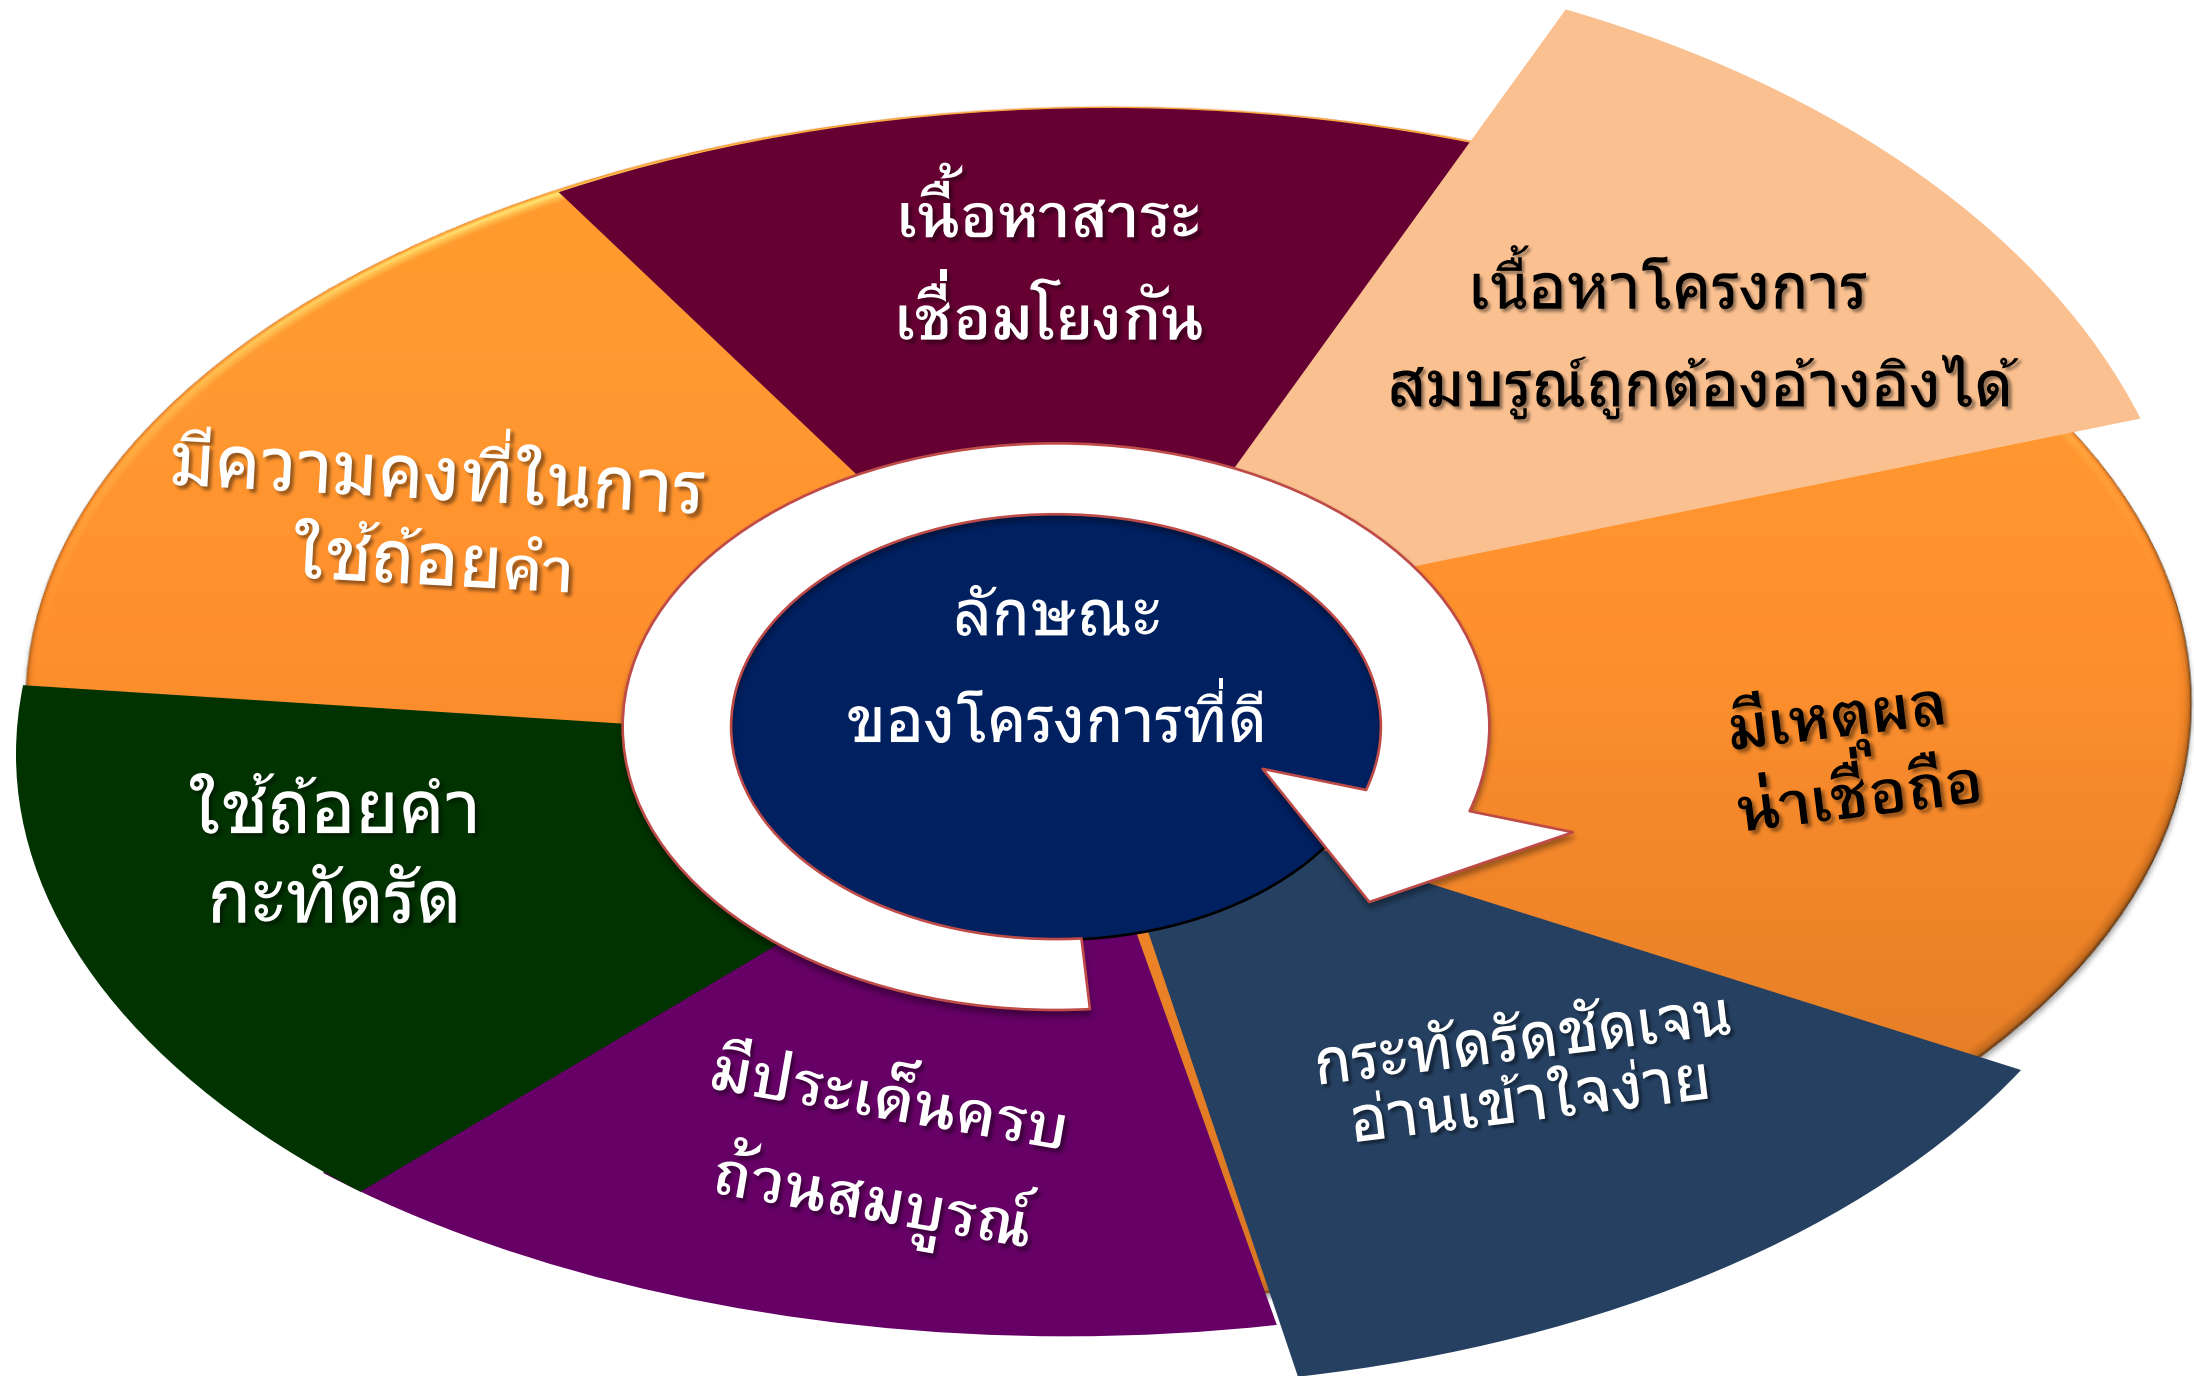 ลักษณะ
ของโครงการที่ดี
เนื้อหาสาระ
เชื่อมโยงกัน
เนื้อหาโครงการ
สมบรูณ์ถูกต้องอ้างอิงได้
มีเหตุผล
น่าเชื่อถือ
กระทัดรัดชัดเจน
อ่านเข้าใจง่าย
มีประเด็นครบ
ถ้วนสมบูรณ์
ใช้ถ้อยคำ
กะทัดรัด
มีความคงที่ในการ
ใช้ถ้อยคำ